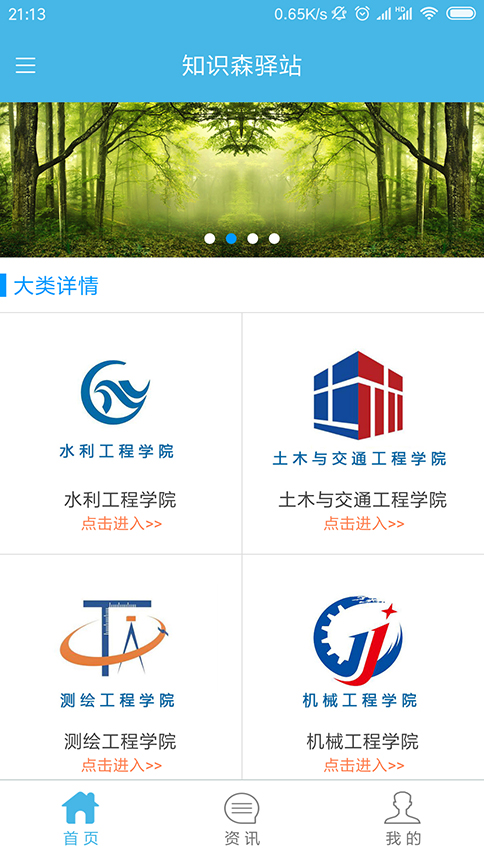 21:13 0.65K/s HD
知识森驿站
大类详情
水利工程学院
土木与交通工程学院
水利工程学院
土木与交通工程学院
点击进入>>
点击进入>>
测绘工程学院
机械工程学院
测绘工程学院
机械工程学院
点击进入>>
点击进入>>
首页
资讯
我的